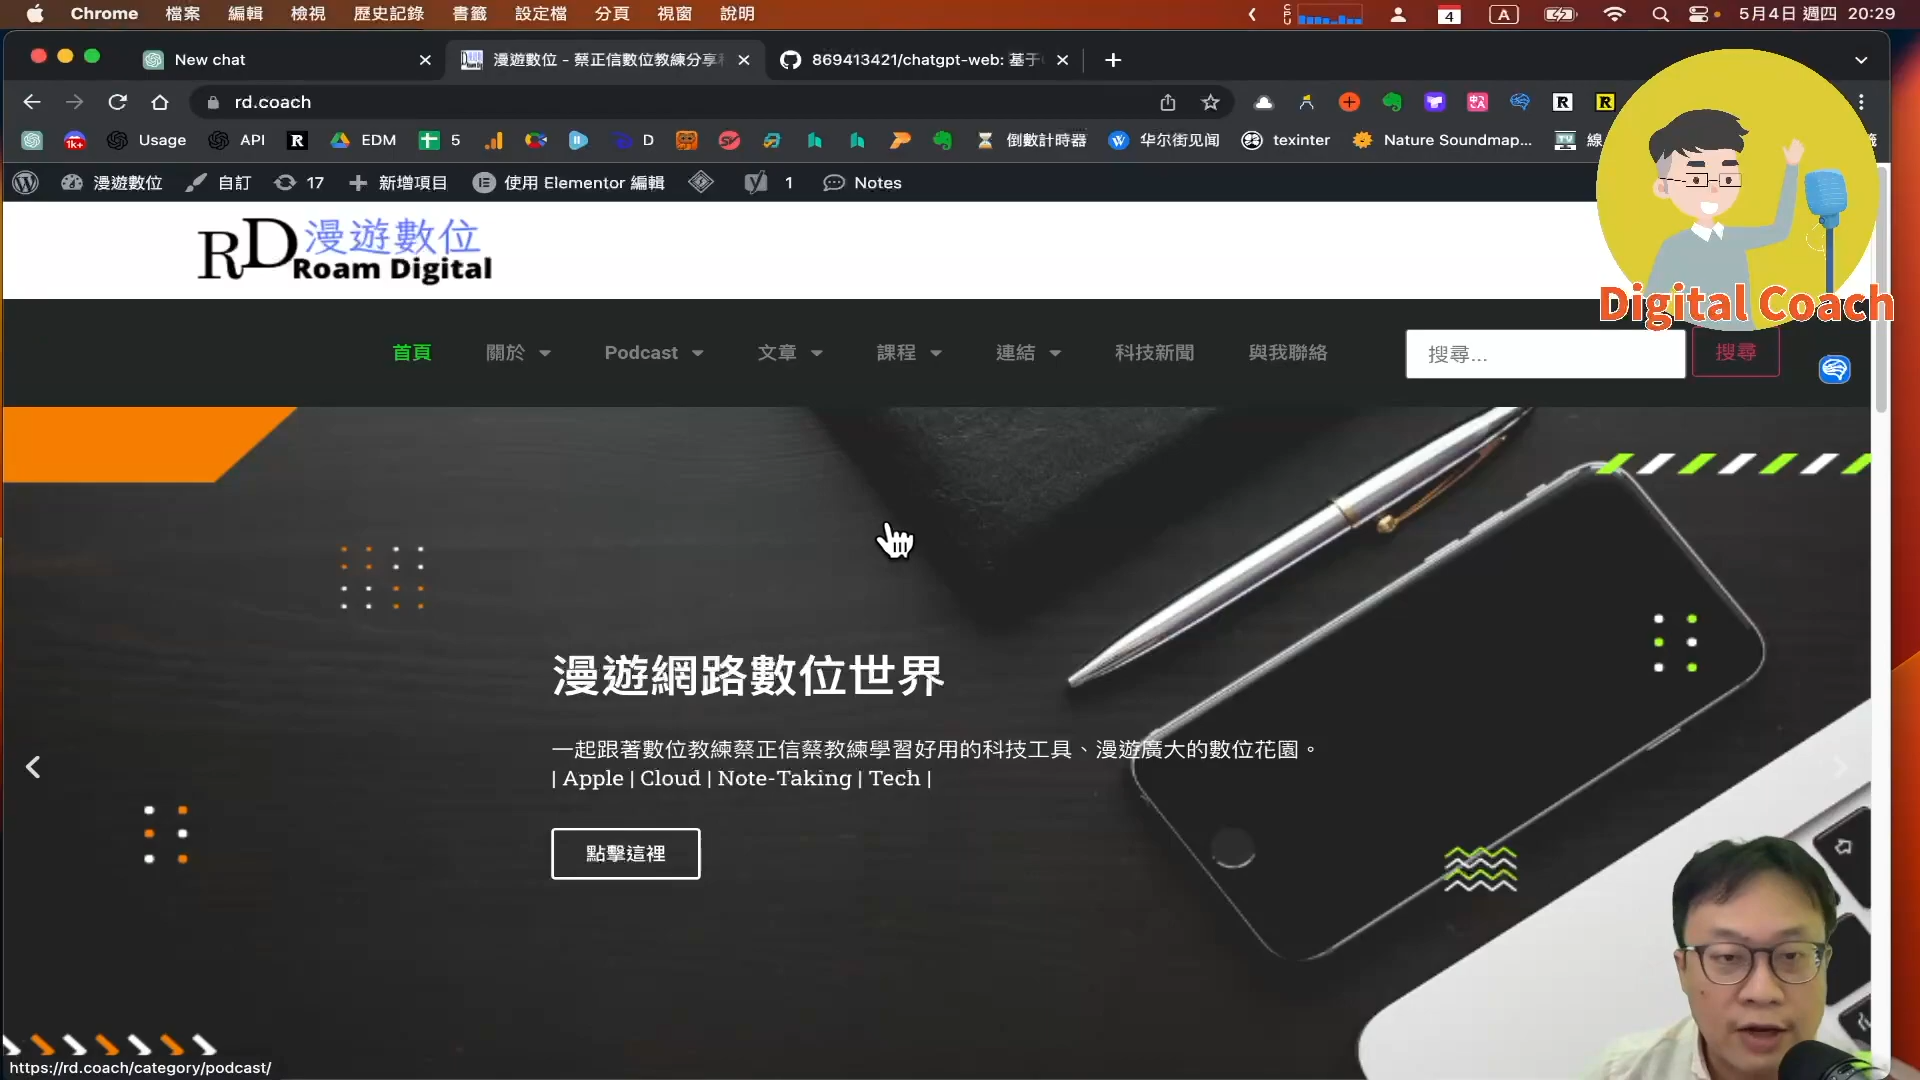 Chrome 檔案 編輯 檢視 歷史記錄 書籤 設定檔 分頁 視窗 說明 CPU 4 A 5月4日 週四 20:29
New chat 漫遊數位 - 蔡正信數位教練分享 869413421/chatgpt-web: 基于
rd.coach
1k+ Usage API R EDM 5 D 倒數計時器 华尔街见闻 texinter Nature Soundmap... 線
漫遊數位 自訂 17 新增項目 使用 Elementor 編輯 1 Notes
RD 漫遊數位
Roam Digital
Digital Coach
首頁 關於 Podcast 文章 課程 連結 科技新聞 與我聯絡 搜尋... 搜尋
漫遊網路數位世界
一起跟著數位教練蔡正信蔡教練學習好用的科技工具、漫遊廣大的數位花園。
| Apple | Cloud | Note-Taking | Tech |
點擊這裡
https://rd.coach/category/podcast/